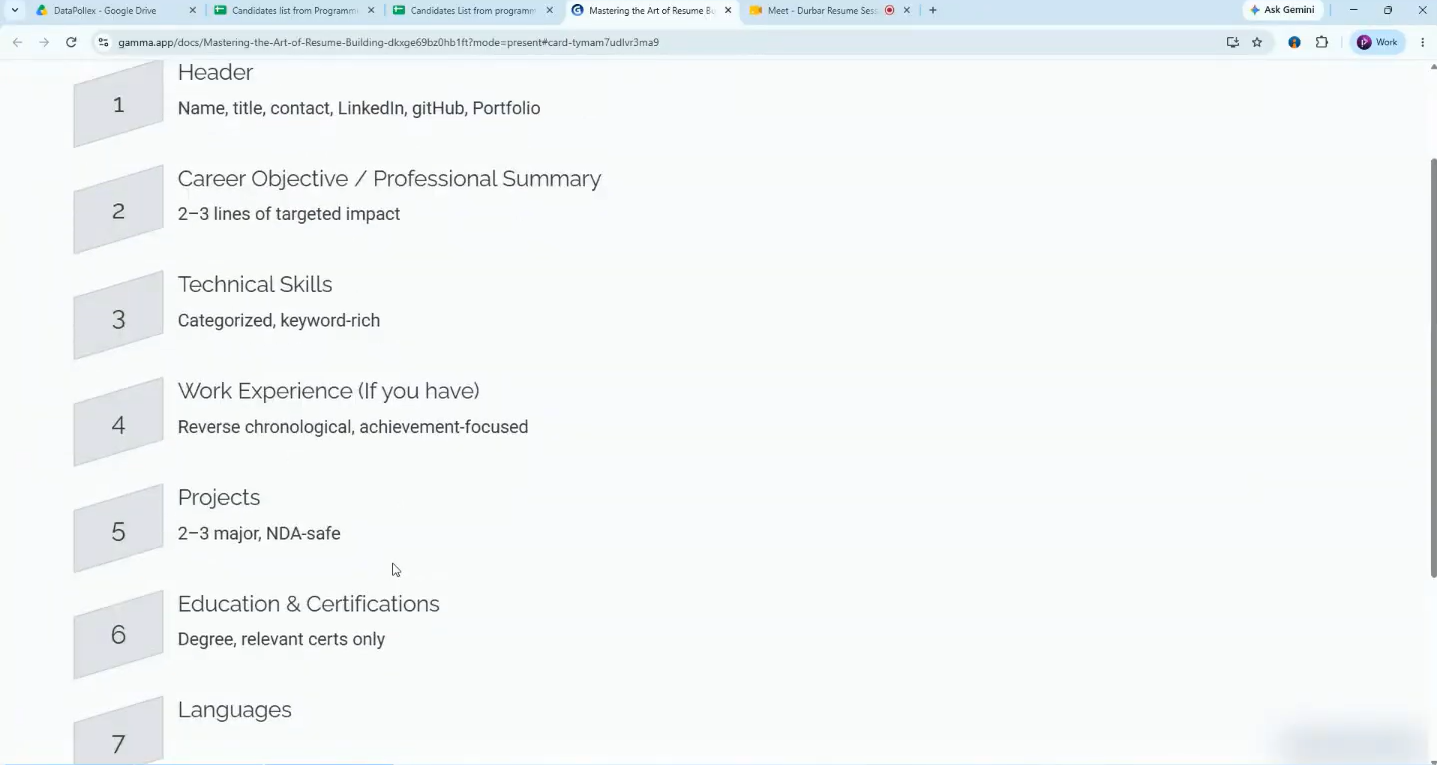 DataPollex - Google Drive
Candidates list from Programm
Candidates List from programm
Mastering the Art of Resume Bu
Meet - Durbar Resume Sess
Ask Gemini
gamma.app/docs/Mastering-the-Art-of-Resume-Building-dkxge69bz0hb1ft?mode=present#card-tymam7udlvr3ma9
Work
1
Header
Name, title, contact, LinkedIn, gitHub, Portfolio
2
Career Objective / Professional Summary
2–3 lines of targeted impact
3
Technical Skills
Categorized, keyword-rich
4
Work Experience (If you have)
Reverse chronological, achievement-focused
5
Projects
2–3 major, NDA-safe
6
Education & Certifications
Degree, relevant certs only
7
Languages